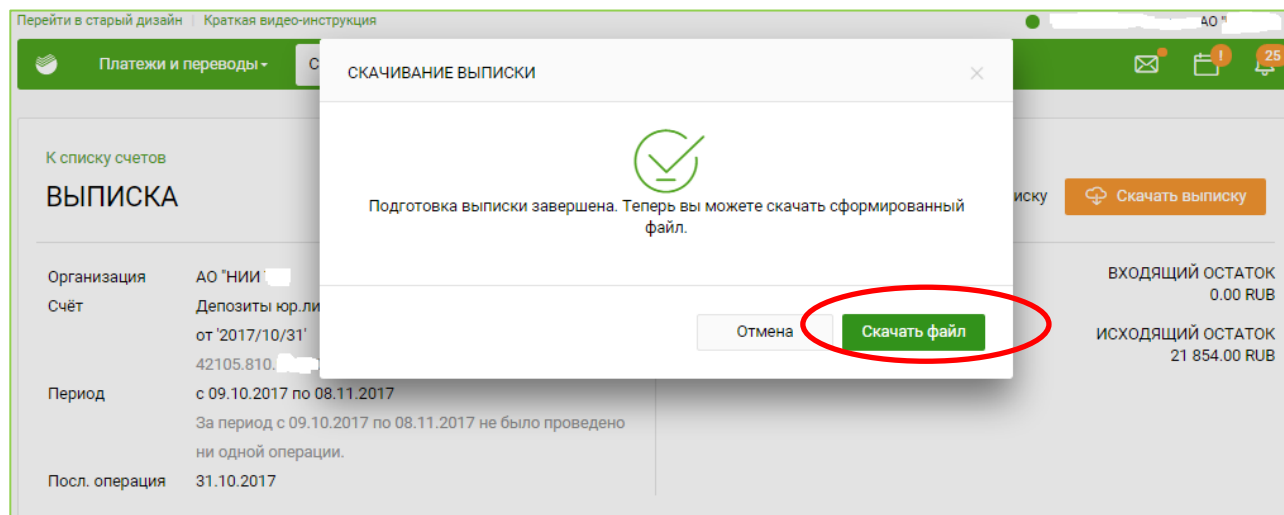 Перейти в старый дизайн | Краткая видео-инструкция
АО "
Платежи и переводы
С
!
25
СКАЧИВАНИЕ ВЫПИСКИ
Подготовка выписки завершена. Теперь вы можете скачать сформированный
файл.
Отмена
Скачать файл
К списку счетов
ВЫПИСКА
иску
Скачать выписку
Организация АО "НИИ
Счёт Депозиты юр.ли
от '2017/10/31'
42105.810.
Период с 09.10.2017 по 08.11.2017
За период с 09.10.2017 по 08.11.2017 не было проведено
ни одной операции.
Посл. операция 31.10.2017
ВХОДЯЩИЙ ОСТАТОК
0.00 RUB
ИСХОДЯЩИЙ ОСТАТОК
21 854.00 RUB